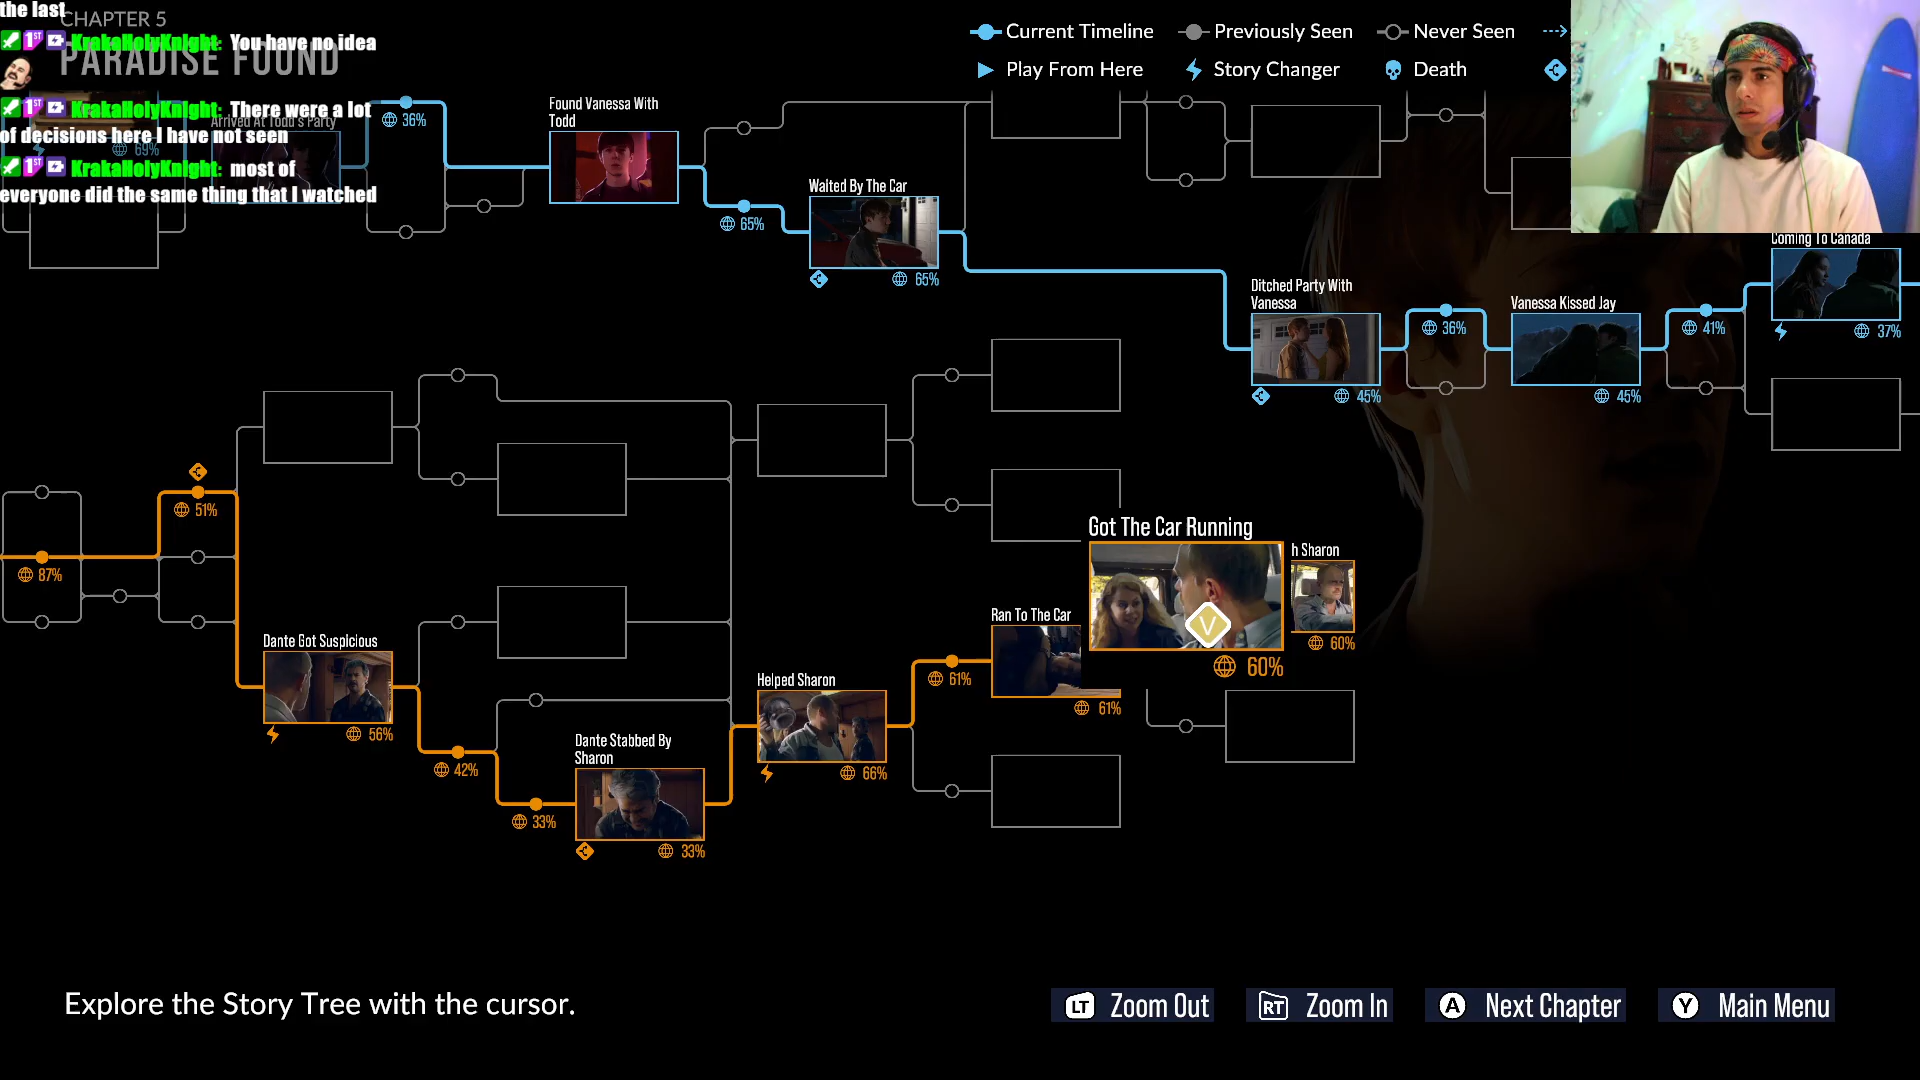 the last
CHAPTER 5
KrakaHolyKnight: You have no idea
PARADISE FOUND
KrakaHolyKnight: There were a lot
of decisions here I have not seen
KrakaHolyKnight: most of
everyone did the same thing that I watched
Arrived At Todd's Party
69%
Current Timeline
Previously Seen
Never Seen
Play From Here
Story Changer
Death
36%
Found Vanessa With
Todd
65%
Waited By The Car
65%
Ditched Party With
Vanessa
45%
36%
Vanessa Kissed Jay
45%
41%
Coming To Canada
37%
87%
51%
Dante Got Suspicious
56%
42%
33%
Dante Stabbed By
Sharon
33%
Helped Sharon
66%
61%
Ran To The Car
61%
Got The Car Running
V
60%
h Sharon
60%
Explore the Story Tree with the cursor.
LT Zoom Out
RT Zoom In
A Next Chapter
Y Main Menu